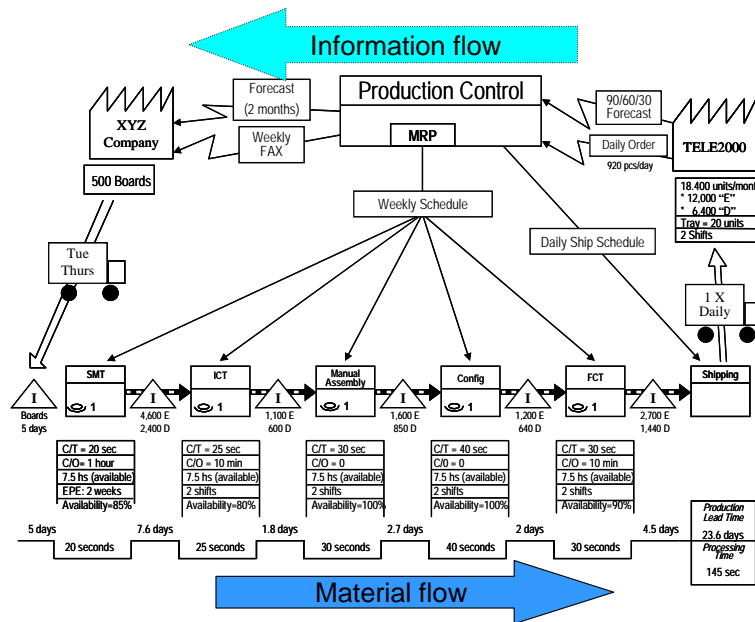 Information flow
XYZ
Company
Forecast
(2 months)
Weekly
FAX
Production Control
MRP
90/60/30
Forecast
Daily Order
920 pcs/day
TELE2000
500 Boards
18.400 units/month
* 12,000 “E”
* 6.400 “D”
Tray = 20 units
2 Shifts
Weekly Schedule
Daily Ship Schedule
Tue
Thurs
1 X
Daily
I
Boards
5 days
SMT
1
I
4,600 E
2,400 D
ICT
1
I
1,100 E
600 D
Manual
Assembly
1
I
1,600 E
850 D
Config
1
I
1,200 E
640 D
FCT
1
I
2,700 E
1,440 D
Shipping
C/T = 20 sec
C/O= 1 hour
7.5 hs (available)
EPE: 2 weeks
Availability=85%
C/T = 25 sec
C/O = 10 min
7.5 hs (available)
2 shifts
Availability=80%
C/T = 30 sec
C/O = 0
7.5 hs (available)
2 shifts
Availability=100%
C/T = 40 sec
c/o = 0
7.5 hs (available)
2 shifts
Availability=100%
C/T = 30 sec
C/O = 10 min
7.5 hs (available)
2 shifts
Availability=90%
5 days
7.6 days
1.8 days
2.7 days
2 days
4.5 days
20 seconds
25 seconds
30 seconds
40 seconds
30 seconds
Production
Lead Time
23.6 days
Processing
Time
145 sec
Material flow